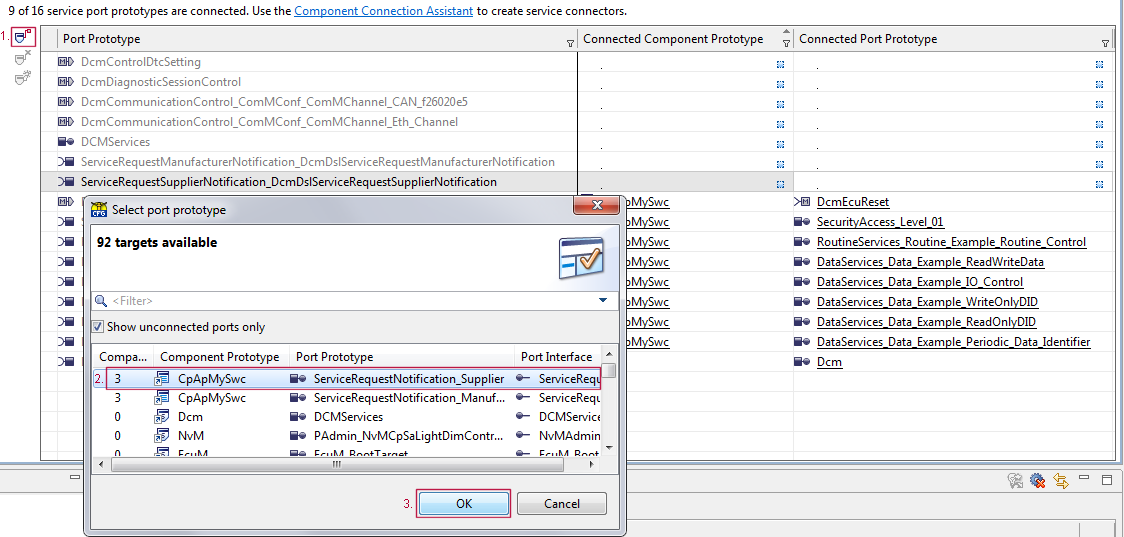 9 of 16 service port prototypes are connected. Use the Component Connection Assistant to create service connectors.
1.
Port Prototype Connected Component Prototype Connected Port Prototype
DcmControlDtcSetting
DcmDiagnosticSessionControl
DcmCommunicationControl_ComMConf_ComMChannel_CAN_f26020e5
DcmCommunicationControl_ComMConf_ComMChannel_Eth_Channel
DCMServices
ServiceRequestManufacturerNotification_DcmDslServiceRequestManufacturerNotification
ServiceRequestSupplierNotification_DcmDslServiceRequestSupplierNotification
pMySwc DcmEcuReset
pMySwc SecurityAccess_Level_01
pMySwc RoutineServices_Routine_Example_Routine_Control
pMySwc DataServices_Data_Example_ReadWriteData
pMySwc DataServices_Data_Example_IO_Control
pMySwc DataServices_Data_Example_WriteOnlyDID
pMySwc DataServices_Data_Example_ReadOnlyDID
pMySwc DataServices_Data_Example_Periodic_Data_Identifier
Dcm
CFG Select port prototype
92 targets available
<Filter>
Show unconnected ports only
Compa... Component Prototype Port Prototype Port Interface
2. 3 CpApMySwc ServiceRequestNotification_Supplier ServiceRequ
3 CpApMySwc ServiceRequestNotification_Manuf... ServiceRequ
0 Dcm DCMServices DCMService
0 NvM PAdmin_NvMCpSaLightDimContr... NvMAdmin
0 EcuM EcuM_BootTarget EcuM_Boot
3. OK Cancel